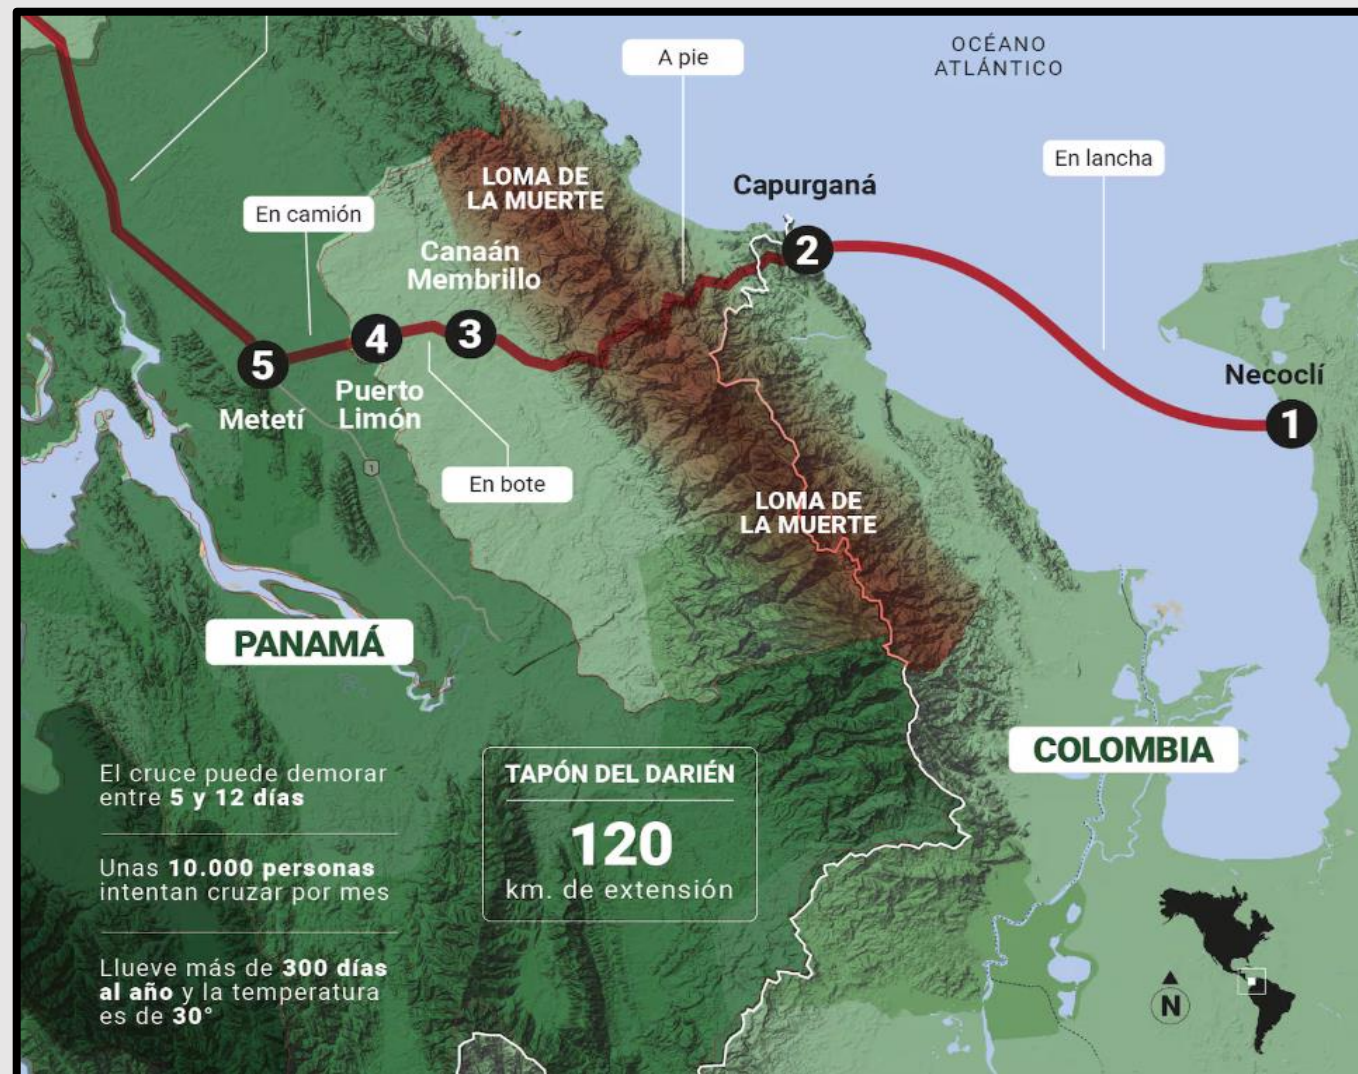 OCÉANO
ATLÁNTICO
A pie
En lancha
LOMA DE
LA MUERTE
Capurganá
En camión
2
Canaán
Membrillo
3
4
5
Necoclí
1
Puerto
Limón
Metetí
1
En bote
LOMA DE
LA MUERTE
PANAMÁ
COLOMBIA
El cruce puede demorar
entre 5 y 12 días
Unas 10.000 personas
intentan cruzar por mes
Llueve más de 300 días
al año y la temperatura
es de 30°
TAPÓN DEL DARIÉN
120
km. de extensión
N